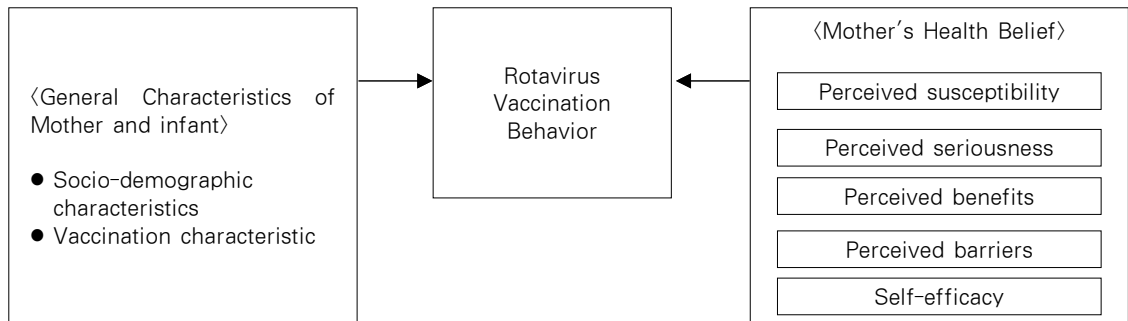 〈General Characteristics of
Mother and infant〉
● Socio-demographic
characteristics
● Vaccination characteristic
Rotavirus
Vaccination
Behavior
〈Mother's Health Belief〉
Perceived susceptibility
Perceived seriousness
Perceived benefits
Perceived barriers
Self-efficacy